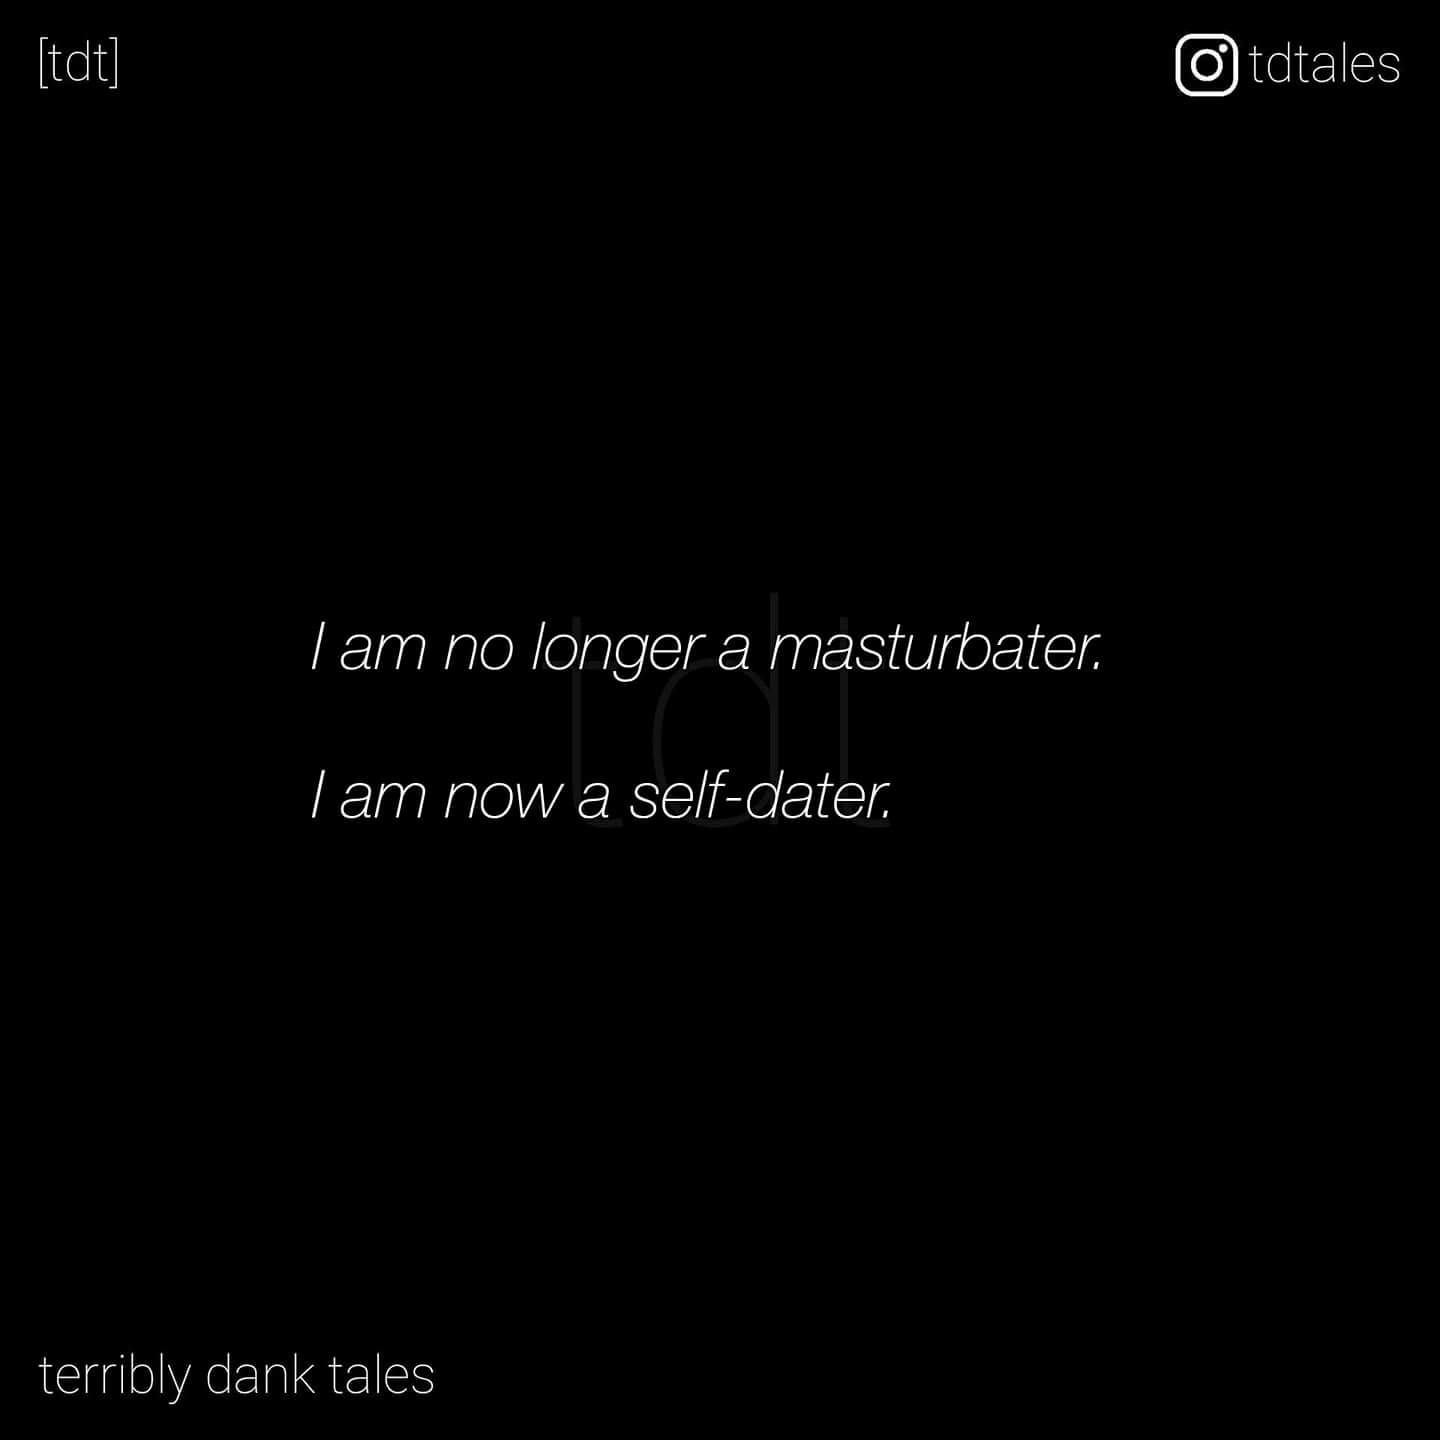 [tdt]
tdtales
I am no longer a masturbater.
tdt
I am now a self-dater.
terribly dank tales